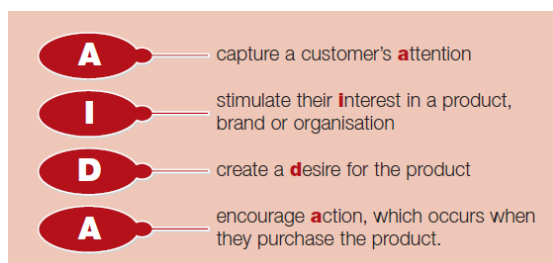 A capture a customer's attention
I stimulate their interest in a product,
brand or organisation
D create a desire for the product
A encourage action, which occurs when
they purchase the product.